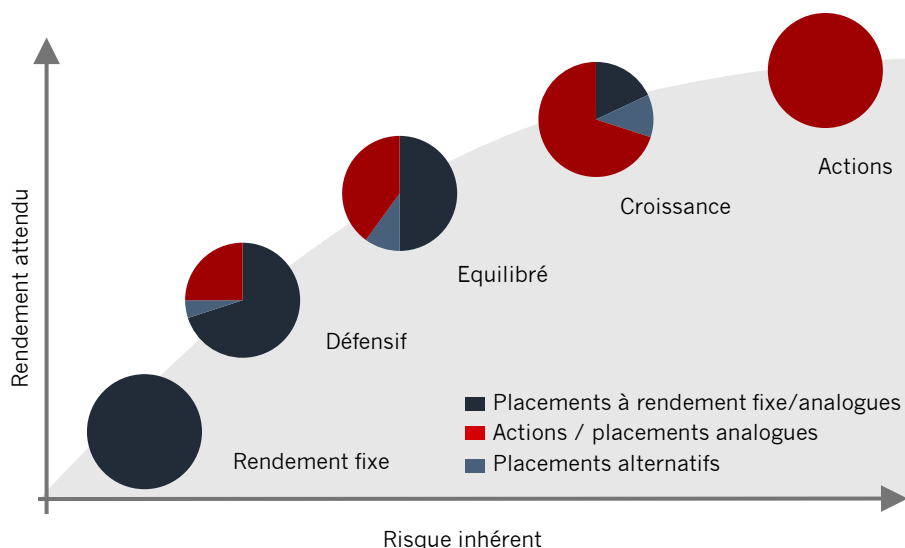 Rendement attendu
Actions
Croissance
Equilibré
Défensif
Rendement fixe
Placements à rendement fixe/analogues
Actions / placements analogues
Placements alternatifs
Risque inhérent